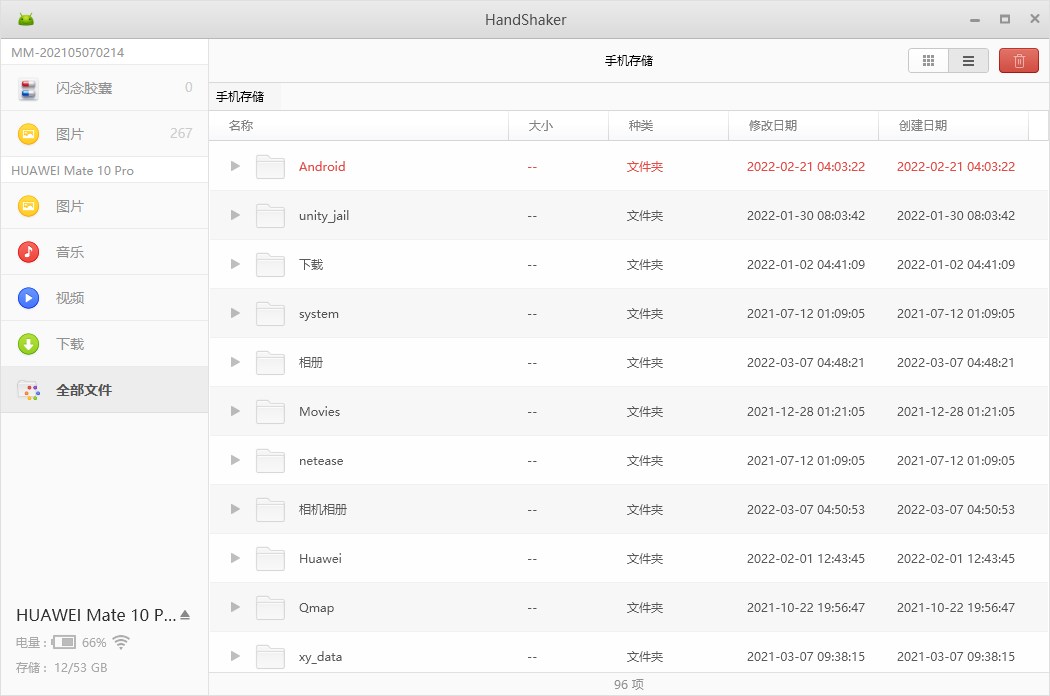 HandShaker
MM-202105070214
闪念胶囊 0
图片 267
HUAWEI Mate 10 Pro
图片
音乐
视频
下载
全部文件
HUAWEI Mate 10 P...
电量： 66%
存储： 12/53 GB
手机存储
手机存储
名称 大小 种类 修改日期 创建日期
Android -- 文件夹 2022-02-21 04:03:22 2022-02-21 04:03:22
unity_jail -- 文件夹 2022-01-30 08:03:42 2022-01-30 08:03:42
下载 -- 文件夹 2022-01-02 04:41:09 2022-01-02 04:41:09
system -- 文件夹 2021-07-12 01:09:05 2021-07-12 01:09:05
相册 -- 文件夹 2022-03-07 04:48:21 2022-03-07 04:48:21
Movies -- 文件夹 2021-12-28 01:21:05 2021-12-28 01:21:05
netease -- 文件夹 2021-07-12 01:09:05 2021-07-12 01:09:05
相机相册 -- 文件夹 2022-03-07 04:50:53 2022-03-07 04:50:53
Huawei -- 文件夹 2022-02-01 12:43:45 2022-02-01 12:43:45
Qmap -- 文件夹 2021-10-22 19:56:47 2021-10-22 19:56:47
xy_data -- 文件夹 2021-03-07 09:38:15 2021-03-07 09:38:15
96 项